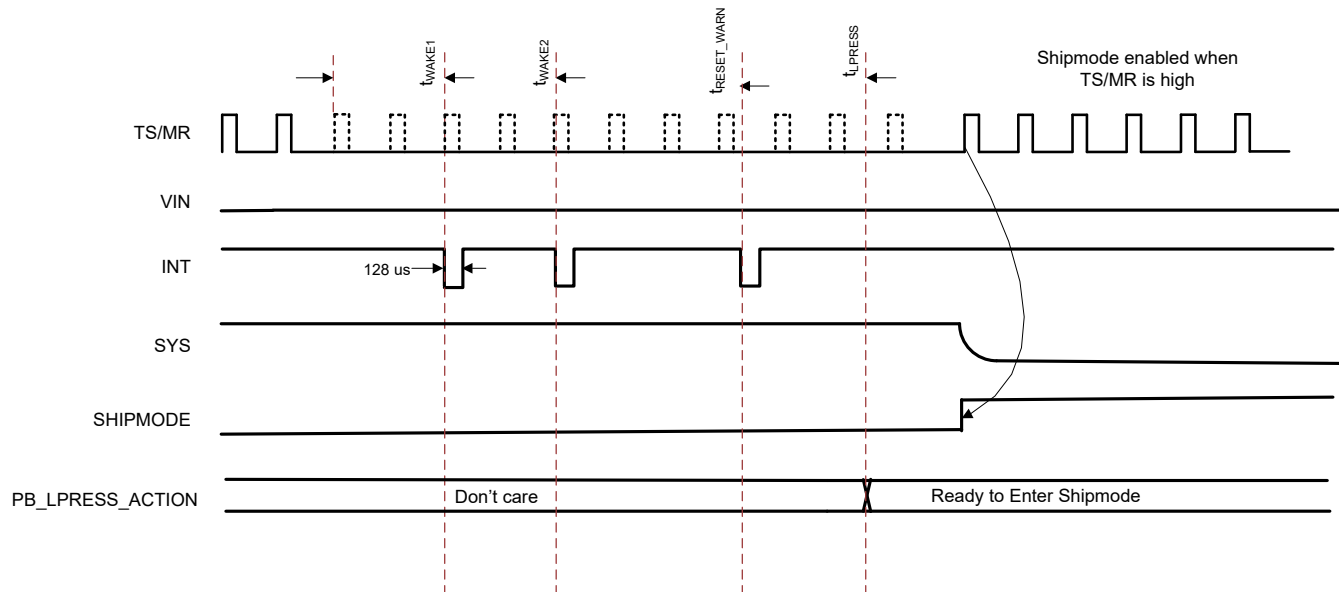 tWAKE1
tWAKE2
tRESET_WARN
tLPRESS
Shipmode enabled when
TS/MR is high
TS/MR
VIN
INT
128 us
SYS
SHIPMODE
PB_LPRESS_ACTION
Don’t care
Ready to Enter Shipmode